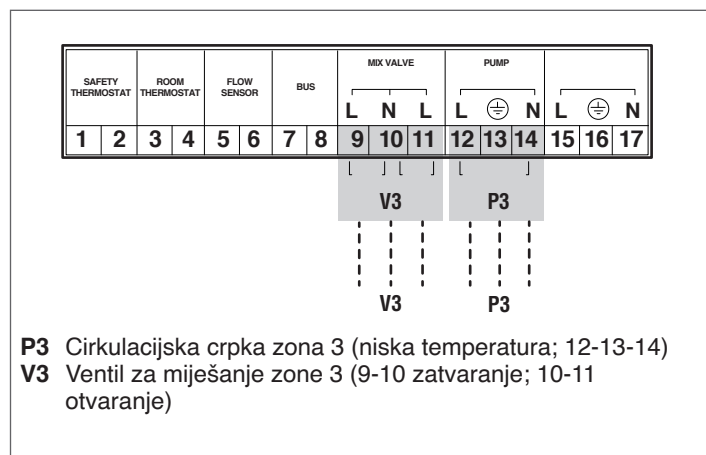 MIX VALVE PUMP
SAFETY THERMOSTAT ROOM THERMOSTAT FLOW SENSOR BUS
L N L L N L N
1 2 3 4 5 6 7 8 9 10 11 12 13 14 15 16 17
V3 P3
V3 P3
P3 Cirkulacijska crpka zona 3 (niska temperatura; 12-13-14)
V3 Ventil za miješanje zone 3 (9-10 zatvaranje; 10-11
otvaranje)